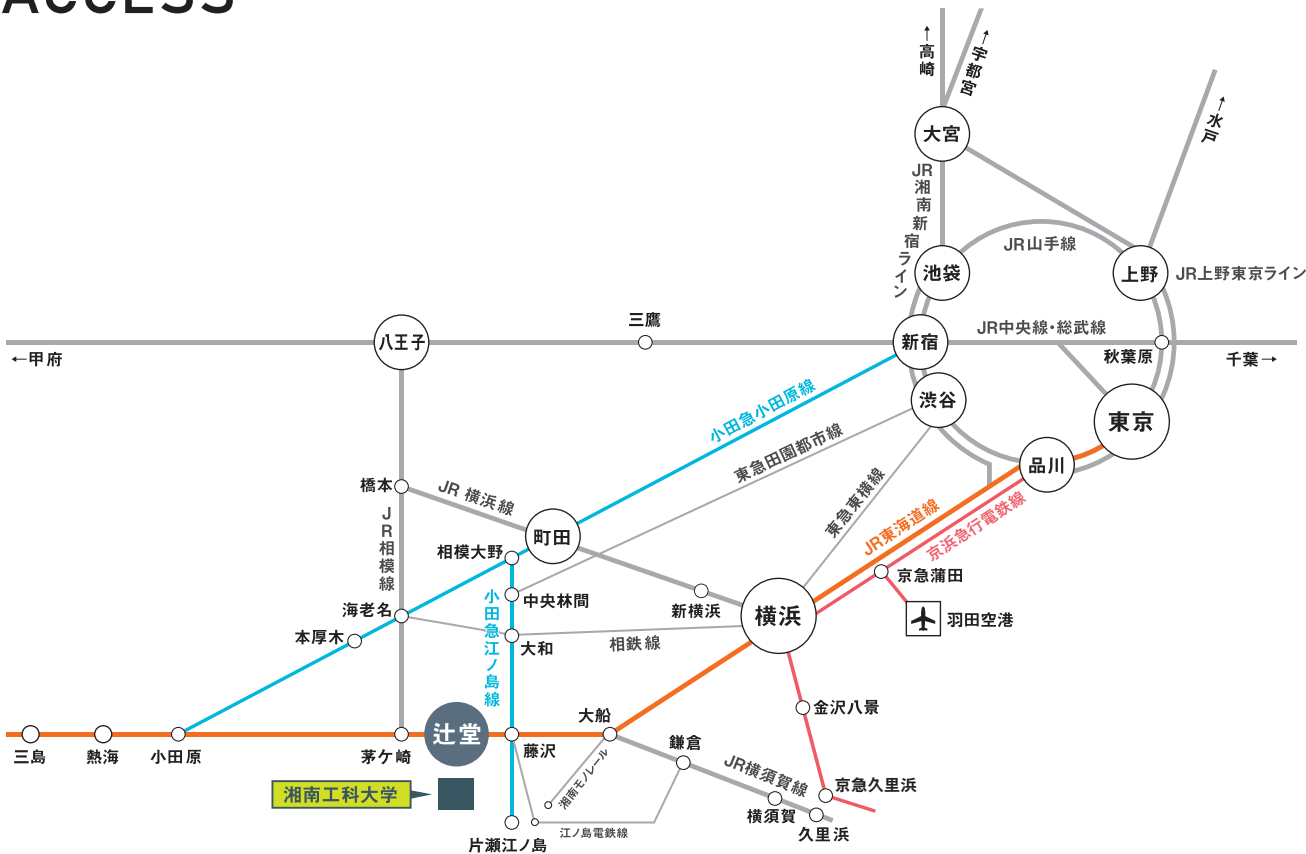 ACCESS
←高崎
←宇都宮
←水戸
大宮
JR湘南新宿ライン
JR山手線
池袋
上野
JR上野東京ライン
三鷹
八王子
新宿
JR中央線・総武線
秋葉原
←甲府
千葉→
渋谷
東京
小田急小田原線
東急田園都市線
品川
橋本
JR 横浜線
東急東横線
JR東海道線
京浜急行電鉄線
JR相模線
町田
相模大野
京急蒲田
小田急江ノ島線
中央林間
新横浜
横浜
羽田空港
海老名
本厚木
大和
相鉄線
金沢八景
大船
辻堂
三島
熱海
小田原
茅ケ崎
藤沢
鎌倉
JR横須賀線
湘南モノレール
京急久里浜
湘南工科大学
横須賀
久里浜
江ノ島電鉄線
片瀬江ノ島